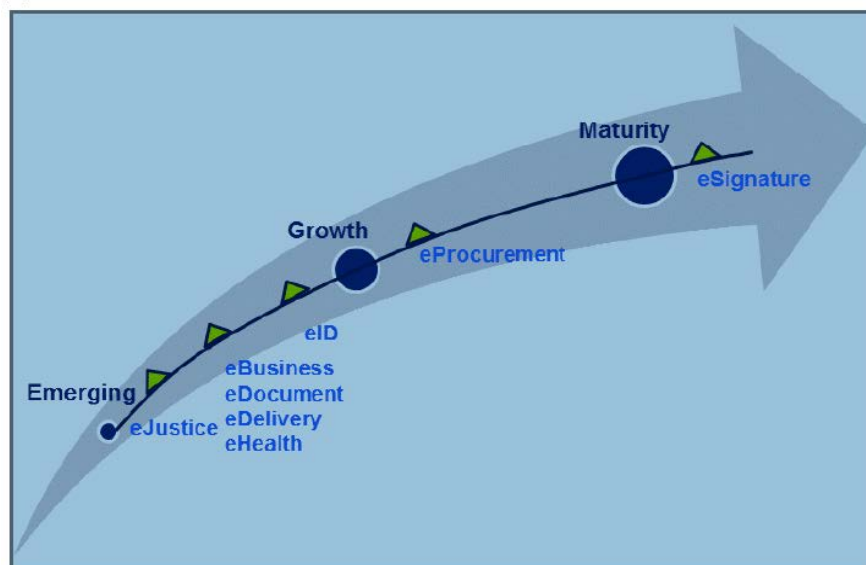 Maturity
eSignature
Growth
eProcurement
eID
eBusiness
Emerging
eDocument
eDelivery
eJustice
eHealth